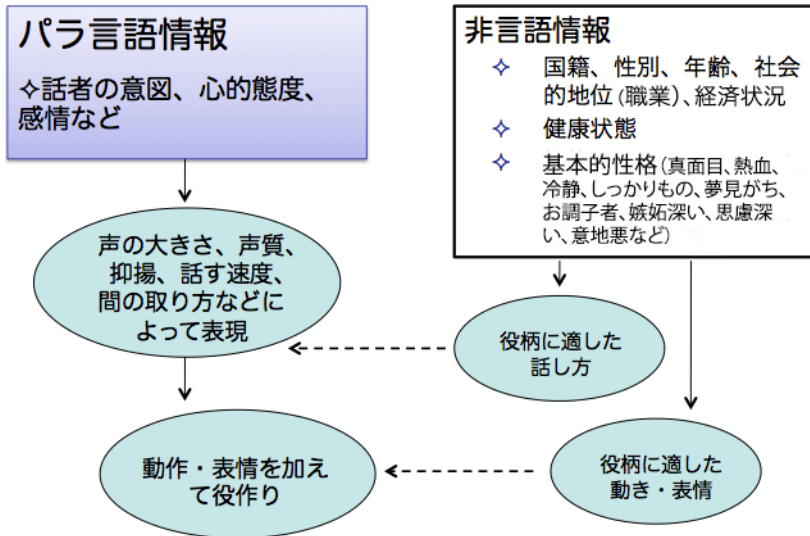 パラ言語情報
✧話者の意図、心的態度、
感情など
非言語情報
✧ 国籍、性別、年齢、社会
的地位(職業)、経済状況
✧ 健康状態
✧ 基本的性格(真面目、熱血、
冷静、しっかりもの、夢見がち、
お調子者、嫉妬深い、思慮深
い、意地悪など)
声の大きさ、声質、
抑揚、話す速度、
間の取り方などに
よって表現
役柄に適した
話し方
動作・表情を加え
て役作り
役柄に適した
動き・表情